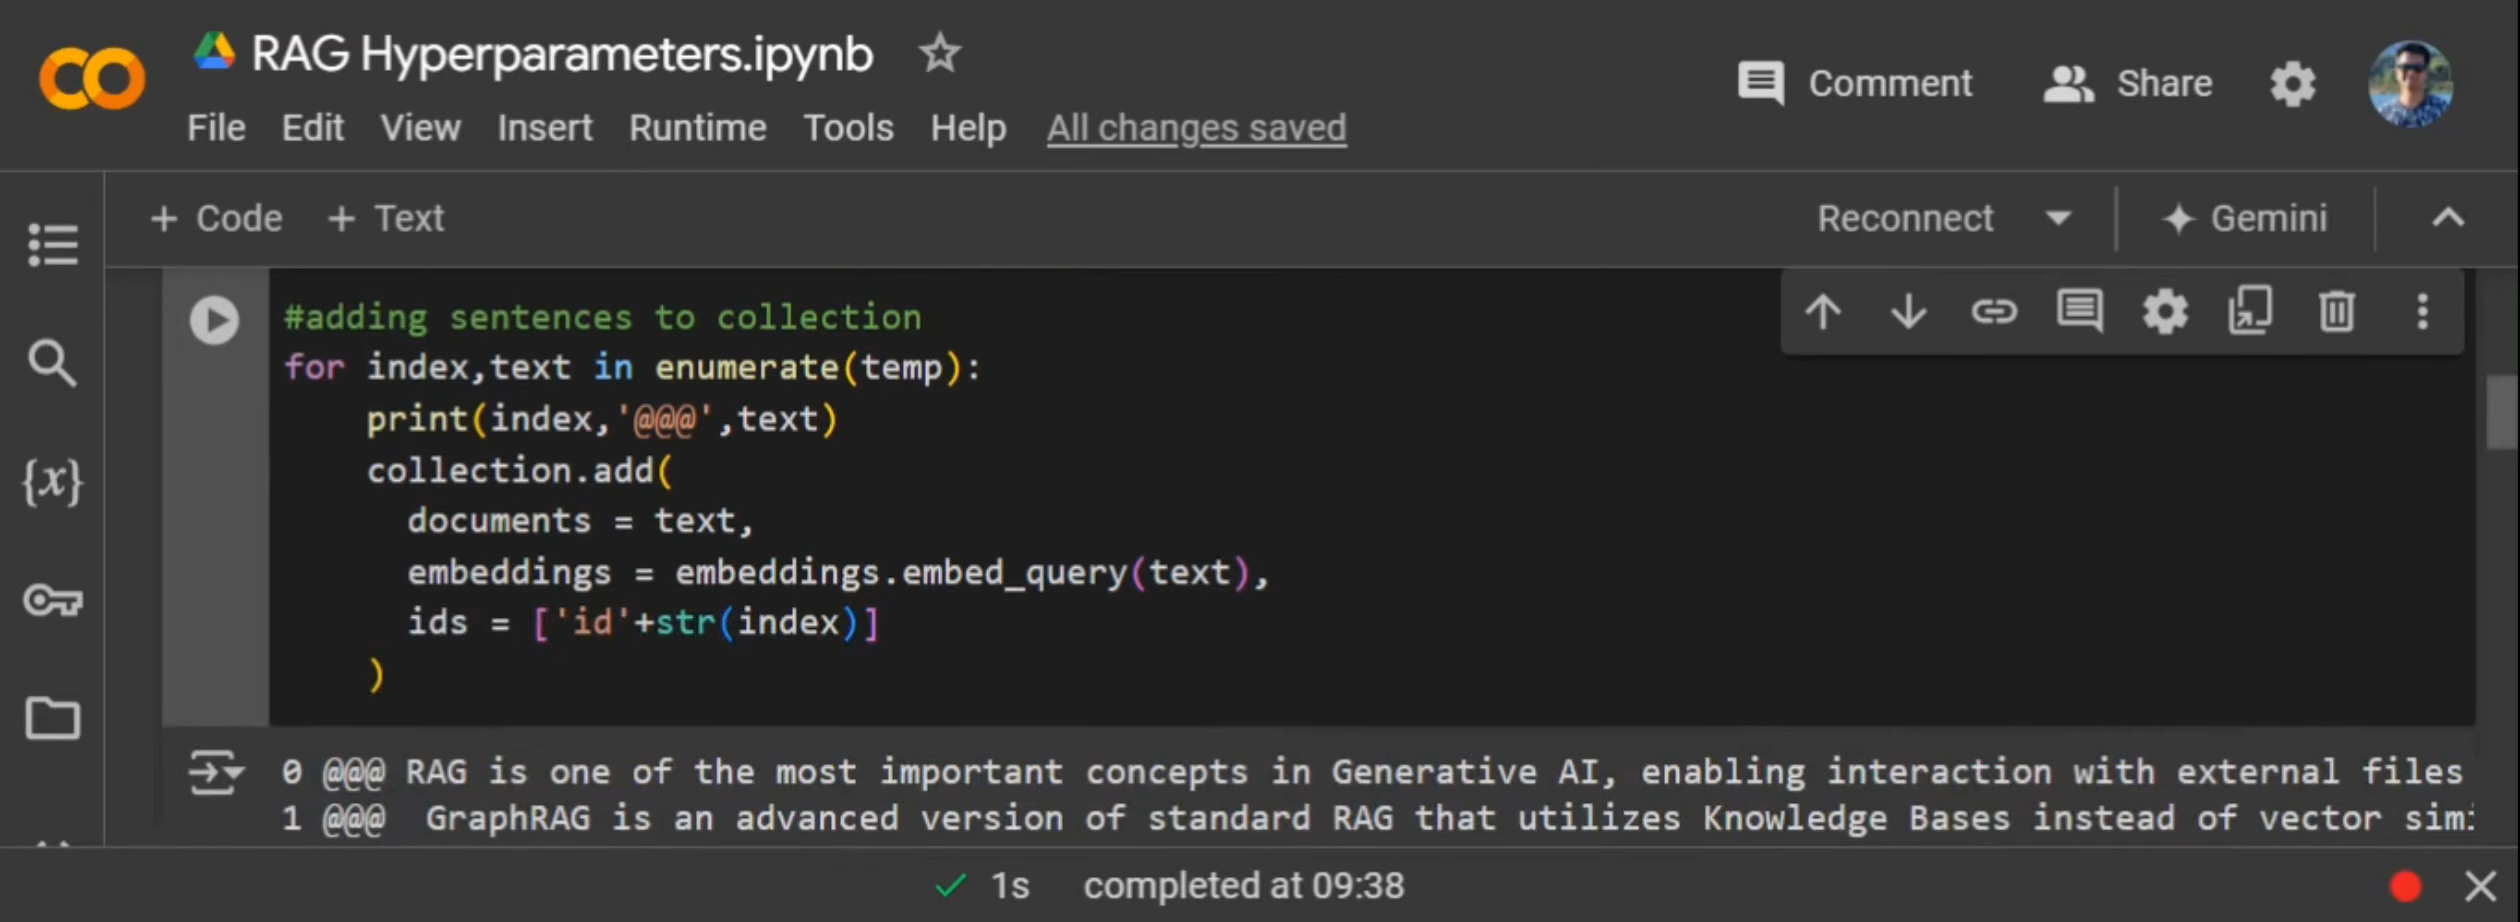 RAG Hyperparameters.ipynb
Comment
Share
File Edit View Insert Runtime Tools Help All changes saved
+ Code + Text
Reconnect
Gemini
{x}
#adding sentences to collection
for index,text in enumerate(temp):
    print(index,'@@@',text)
    collection.add(
      documents = text,
      embeddings = embeddings.embed_query(text),
      ids = ['id'+str(index)]
    )
0 @@@ RAG is one of the most important concepts in Generative AI, enabling interaction with external files
1 @@@  GraphRAG is an advanced version of standard RAG that utilizes Knowledge Bases instead of vector
1s completed at 09:38